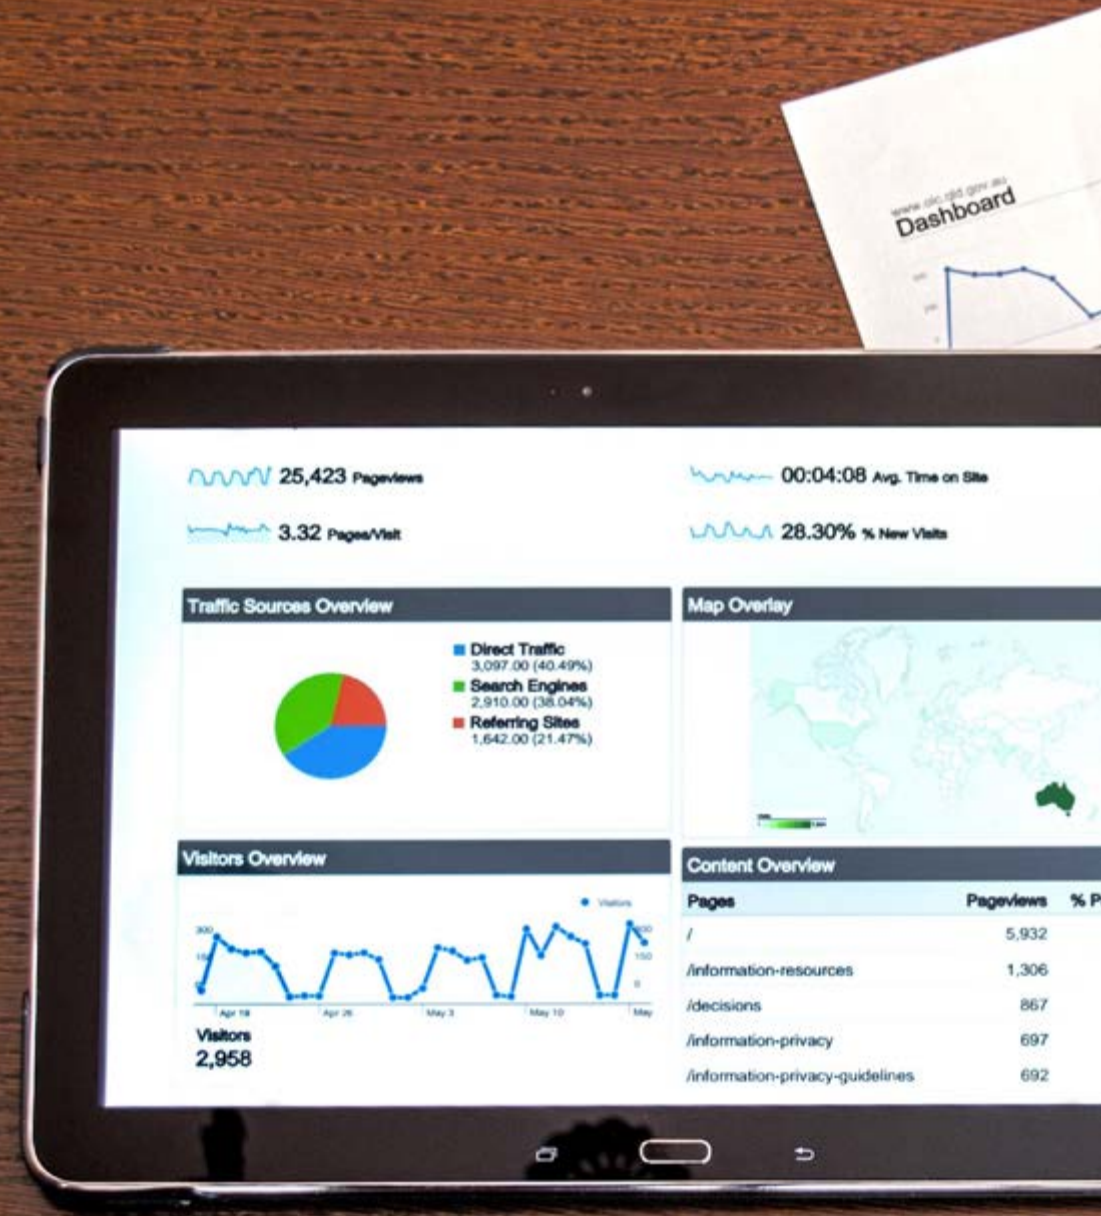 www.oic.qld.gov.au
Dashboard
25,423 Pageviews
00:04:08 Avg. Time on Site
3.32 Pages/Visit
28.30% % New Visits
Traffic Sources Overview
Direct Traffic
3,097.00 (40.49%)
Search Engines
2,910.00 (38.04%)
Referring Sites
1,642.00 (21.47%)
Map Overlay
Visitors Overview
Visitors
300
150
150
0
Apr 26
May 3
May 10
May
Visitors
2,958
Content Overview
Pages Pageviews % P
/ 5,932
/information-resources 1,306
/decisions 867
/information-privacy 697
/information-privacy-guidelines 692